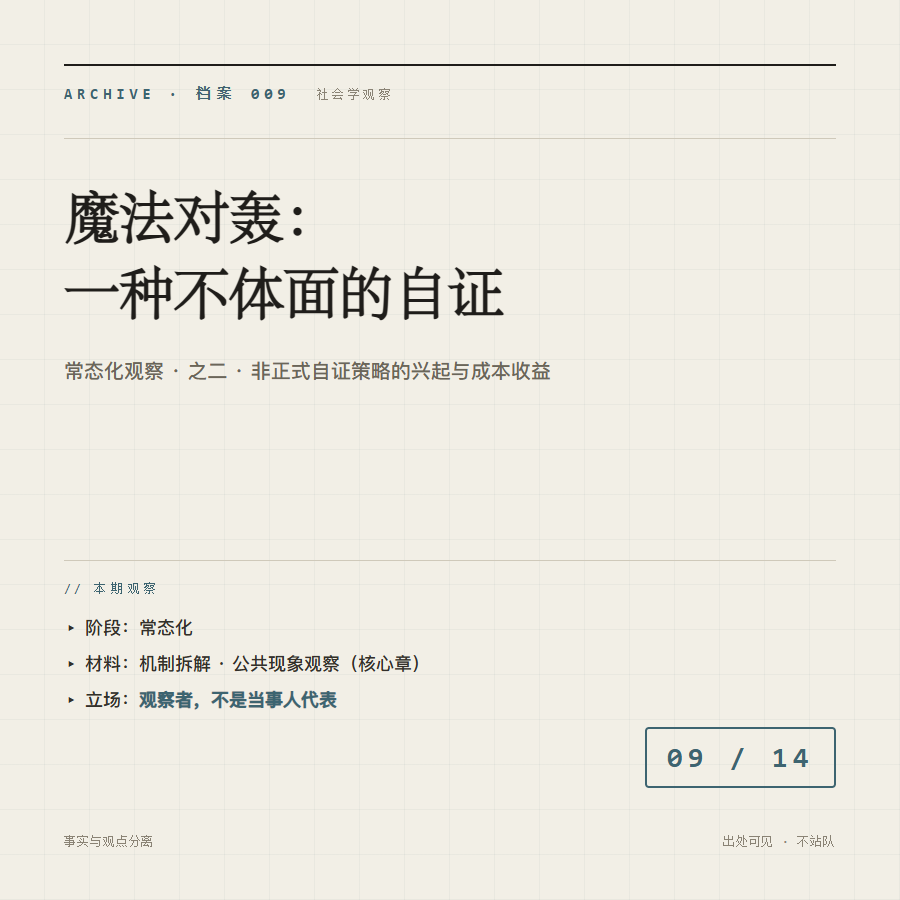 ARCHIVE · 档案 009 社会学观察
魔法对轰：
一种不体面的自证
常态化观察 · 之二 · 非正式自证策略的兴起与成本收益
// 本期观察
▸ 阶段：常态化
▸ 材料：机制拆解 · 公共现象观察（核心章）
▸ 立场：观察者，不是当事人代表
09 / 14
事实与观点分离
出处可见 · 不站队